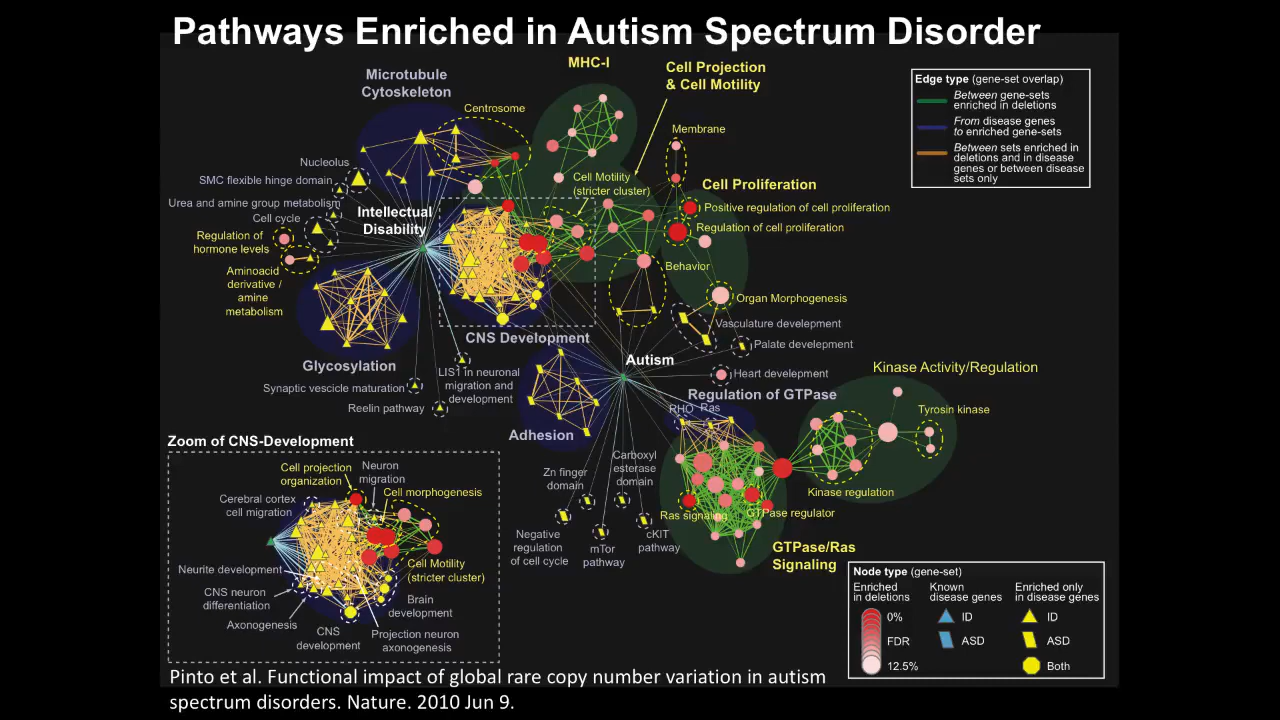 Pathways Enriched in Autism Spectrum Disorder
MHC-I
Microtubule
Cytoskeleton
Cell Projection
& Cell Motility
Edge type (gene-set overlap)
Between gene-sets
enriched in deletions
From disease genes
to enriched gene-sets
Between sets enriched in
deletions and in disease
genes or between disease
sets only
Centrosome
Membrane
Nucleolus
SMC flexible hinge domain
Urea and amine group metabolism
Cell cycle
Regulation of
hormone levels
Aminoacid
derivative /
amine
metabolism
Intellectual
Disability
Cell Motility
(stricter cluster)
Cell Proliferation
Positive regulation of cell proliferation
Regulation of cell proliferation
Behavior
Organ Morphogenesis
Vasculature development
Palate development
Heart development
CNS Development
Autism
Glycosylation
Synaptic vescicle maturation
Reelin pathway
LIS1 in neuronal
migration and
development
Adhesion
Regulation of GTPase
RHO
Ras
Kinase Activity/Regulation
Tyrosin kinase
Kinase regulation
Zn finger
domain
Carboxyl
esterase
domain
Ras signaling
GTPase regulator
Negative
regulation
of cell cycle
mTor
pathway
cKIT
pathway
GTPase/Ras
Signaling
Zoom of CNS-Development
Cell projection
organization
Neuron
migration
Cell morphogenesis
Cerebral cortex
cell migration
Neurite development
CNS neuron
differentiation
Axonogenesis
CNS
development
Projection neuron
axonogenesis
Brain
development
Cell Motility
(stricter cluster)
Node type (gene-set)
Enriched
in deletions
Known
disease genes
Enriched only
in disease genes
0%
FDR
12.5%
ID
ASD
ID
ASD
Both
Pinto et al. Functional impact of global rare copy number variation in autism
spectrum disorders. Nature. 2010 Jun 9.